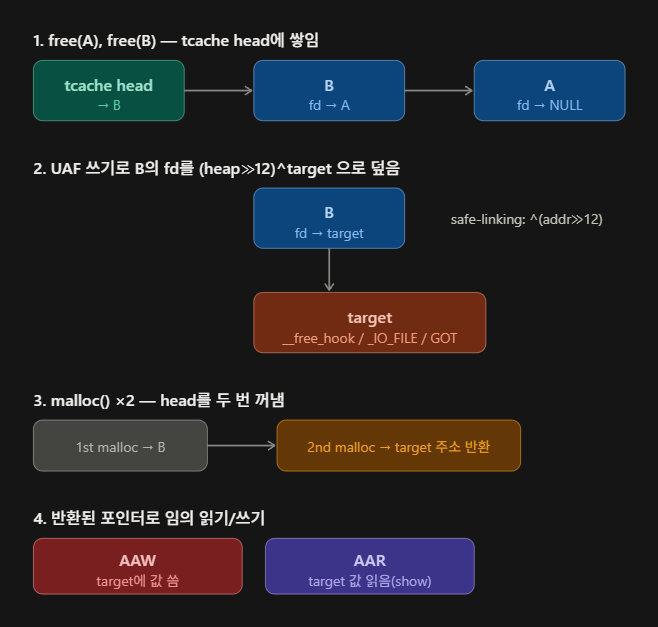 1. free(A), free(B) — tcache head에 쌓임
tcache head
→ B
B
fd → A
A
fd → NULL
2. UAF 쓰기로 B의 fd를 (heap≫12)^target 으로 덮음
B
fd → target
safe-linking: ^(addr≫12)
target
__free_hook / _IO_FILE / GOT
3. malloc() ×2 — head를 두 번 꺼냄
1st malloc → B
2nd malloc → target 주소 반환
4. 반환된 포인터로 임의 읽기/쓰기
AAW
target에 값 씀
AAR
target 값 읽음(show)